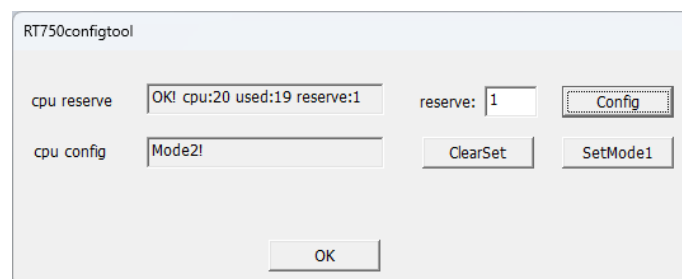 RT750configtool
cpu reserve OK! cpu:20 used:19 reserve:1 reserve: 1 Config
cpu config Mode2! ClearSet SetMode1
OK